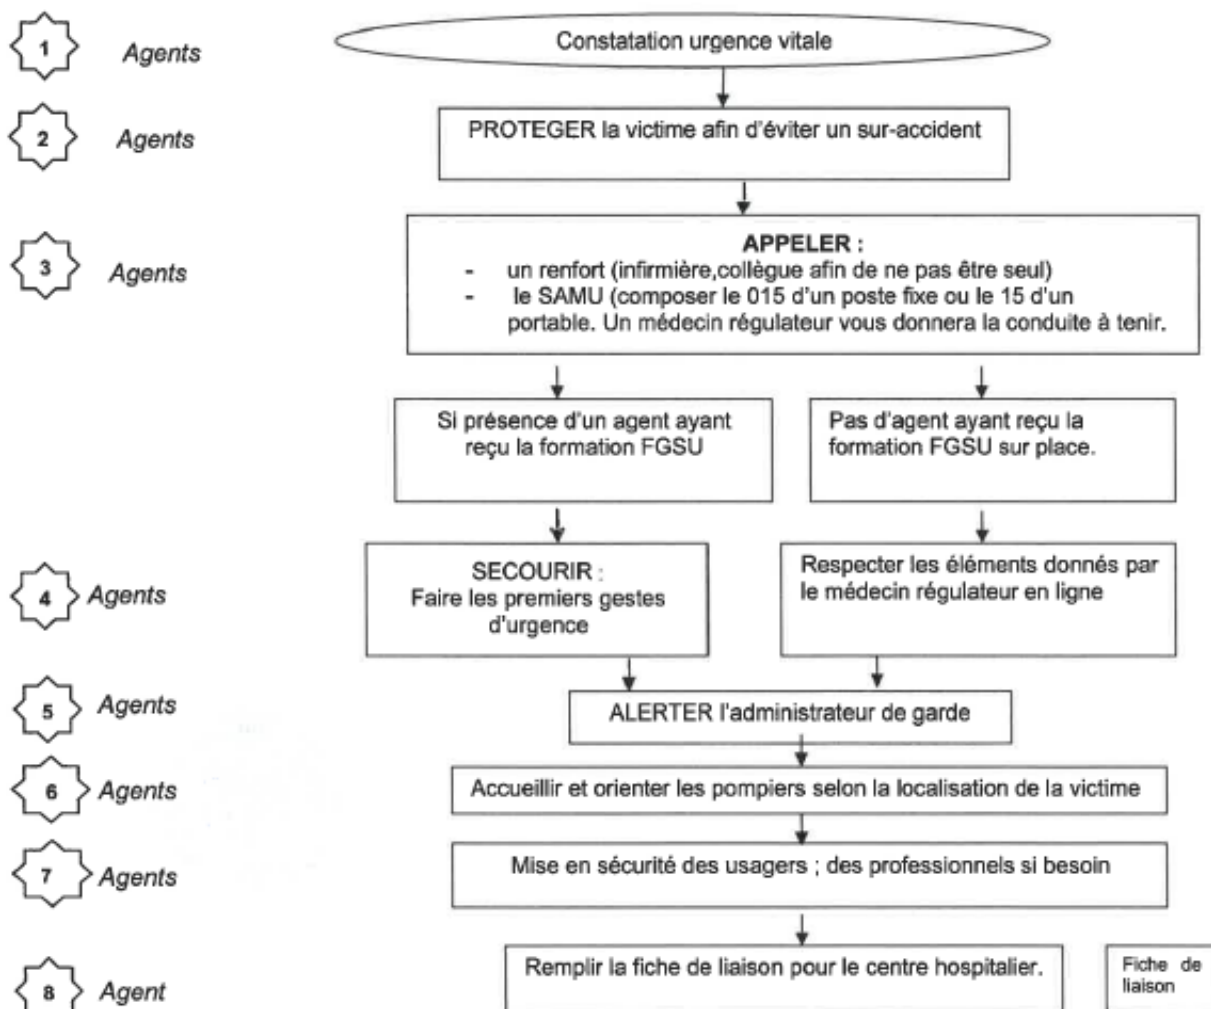 1 Agents
Constatation urgence vitale
2 Agents
PROTEGER la victime afin d'éviter un sur-accident
3 Agents
APPELER :
- un renfort (infirmière,collègue afin de ne pas être seul)
- le SAMU (composer le 015 d'un poste fixe ou le 15 d'un
portable. Un médecin régulateur vous donnera la conduite à tenir.
Si présence d'un agent ayant
reçu la formation FGSU
Pas d'agent ayant reçu la
formation FGSU sur place.
4 Agents
SECOURIR :
Faire les premiers gestes
d'urgence
Respecter les éléments donnés par
le médecin régulateur en ligne
5 Agents
ALERTER l'administrateur de garde
6 Agents
Accueillir et orienter les pompiers selon la localisation de la victime
7 Agents
Mise en sécurité des usagers ; des professionnels si besoin
8 Agent
Remplir la fiche de liaison pour le centre hospitalier.
Fiche de
liaison